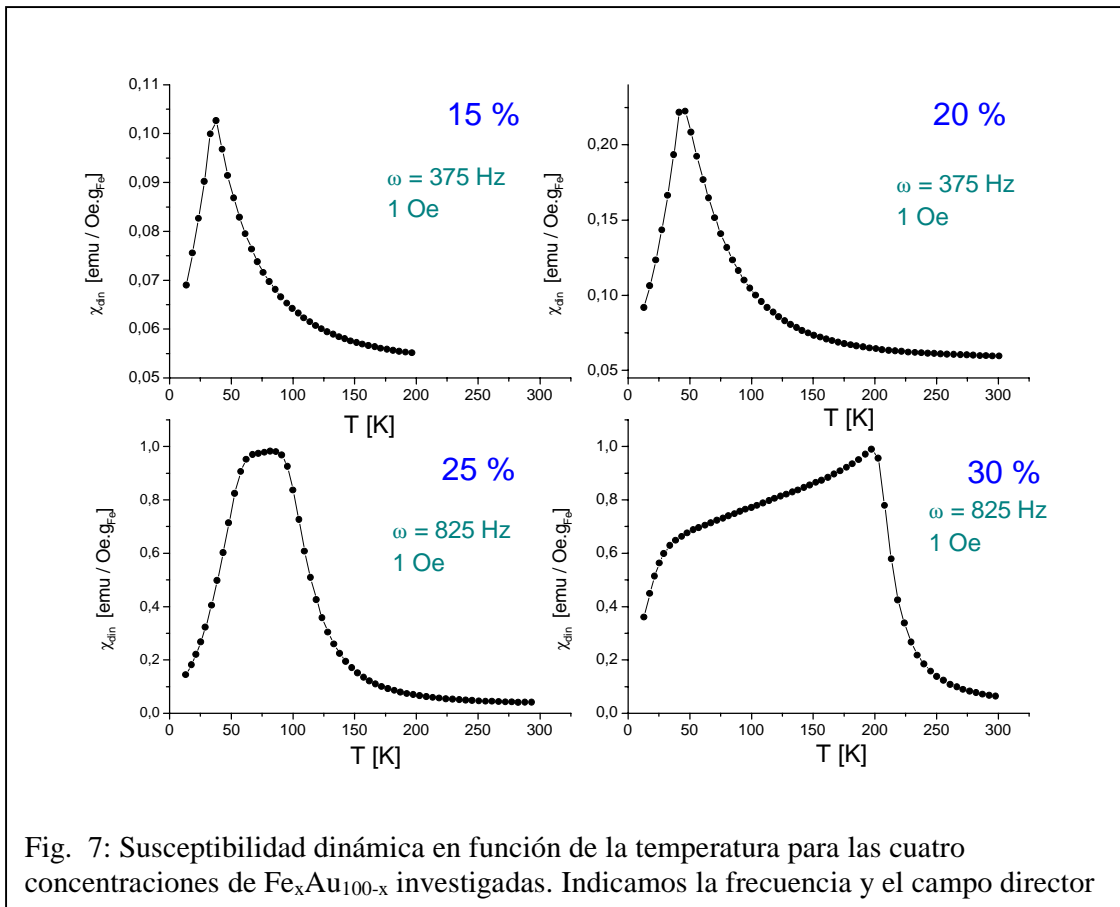 0,11
0,10
0,09
0,08
0,07
0,06
0,05
χdin [emu / Oe.gFe]
15 %
ω = 375 Hz
1 Oe
0 50 100 150 200 250 300
T [K]
0,20
0,15
0,10
0,05
χdin [emu / Oe.gFe]
20 %
ω = 375 Hz
1 Oe
0 50 100 150 200 250 300
T [K]
1,0
0,8
0,6
0,4
0,2
0,0
χdin [emu / Oe.gFe]
25 %
ω = 825 Hz
1 Oe
0 50 100 150 200 250 300
T [K]
1,0
0,8
0,6
0,4
0,2
0,0
χdin [emu / Oe.gFe]
30 %
ω = 825 Hz
1 Oe
0 50 100 150 200 250 300
T [K]
Fig. 7: Susceptibilidad dinámica en función de la temperatura para las cuatro
concentraciones de FexAu100-x investigadas. Indicamos la frecuencia y el campo director